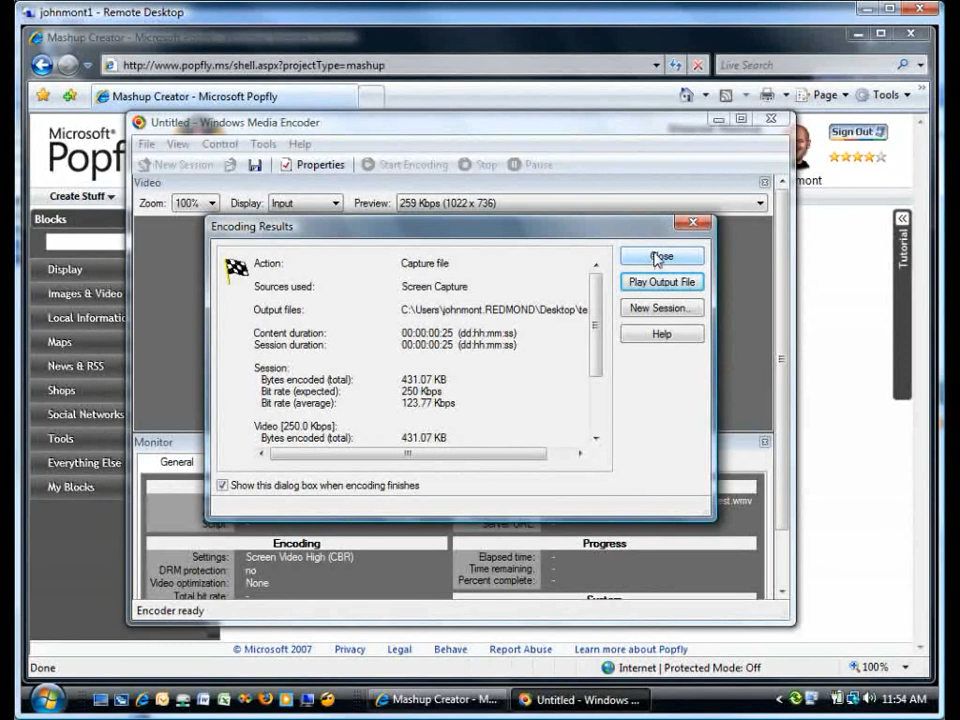 johnmont1 - Remote Desktop
Mashup Creator - Microsoft Popfly
http://www.popfly.ms/shell.aspx?projectType=mashup
Live Search
Mashup Creator - Microsoft Popfly
Page
Tools
Microsoft®
Popf
Create Stuff
Sign Out
mont
Blocks
Display
Images & Video
Local Informatic
Maps
News & RSS
Shops
Social Networks
Tools
Everything Else
My Blocks
Tutorial
Untitled - Windows Media Encoder
File View Control Tools Help
New Session
Properties
Start Encoding
Stop
Pause
Video
Zoom: 100% Display: Input Preview: 259 Kbps (1022 x 736)
Encoding Results
Action: Capture file
Sources used: Screen Capture
Output files: C:\Users\johnmont.REDMOND\Desktop\te
Content duration: 00:00:00:25 (dd:hh:mm:ss)
Session duration: 00:00:00:25 (dd:hh:mm:ss)
Session:
Bytes encoded (total): 431.07 KB
Bit rate (expected): 250 Kbps
Bit rate (average): 123.77 Kbps
Video [250.0 Kbps]:
Bytes encoded (total): 431.07 KB
Close
Play Output File
New Session...
Help
Show this dialog box when encoding finishes
Monitor
General
est.wmv
Script
Server URL:
Encoding
Settings: Screen Video High (CBR)
DRM protection: no
Video optimization: None
Total bit rate: -
Progress
Elapsed time: -
Time remaining: -
Percent complete: -
System
Encoder ready
© Microsoft 2007 Privacy Legal Behave Report Abuse Learn more about Popfly
Done
Internet | Protected Mode: Off
100%
Mashup Creator - M...
Untitled - Windows ...
11:54 AM